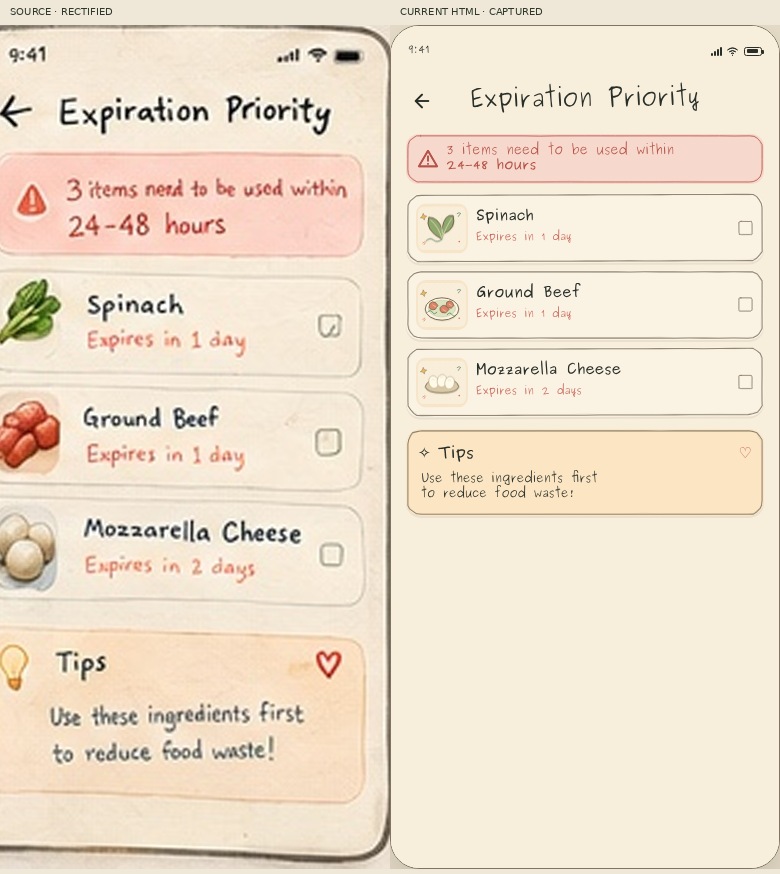 SOURCE · RECTIFIED
9:41
Expiration Priority
3 items need to be used within
24-48 hours
Spinach
Expires in 1 day
Ground Beef
Expires in 1 day
Mozzarella Cheese
Expires in 2 days
Tips
Use these ingredients first
to reduce food waste!
CURRENT HTML · CAPTURED
9:41
Expiration Priority
3 items need to be used within
24-48 hours
Spinach
Expires in 1 day
Ground Beef
Expires in 1 day
Mozzarella Cheese
Expires in 2 days
Tips
Use these ingredients first
to reduce food waste!